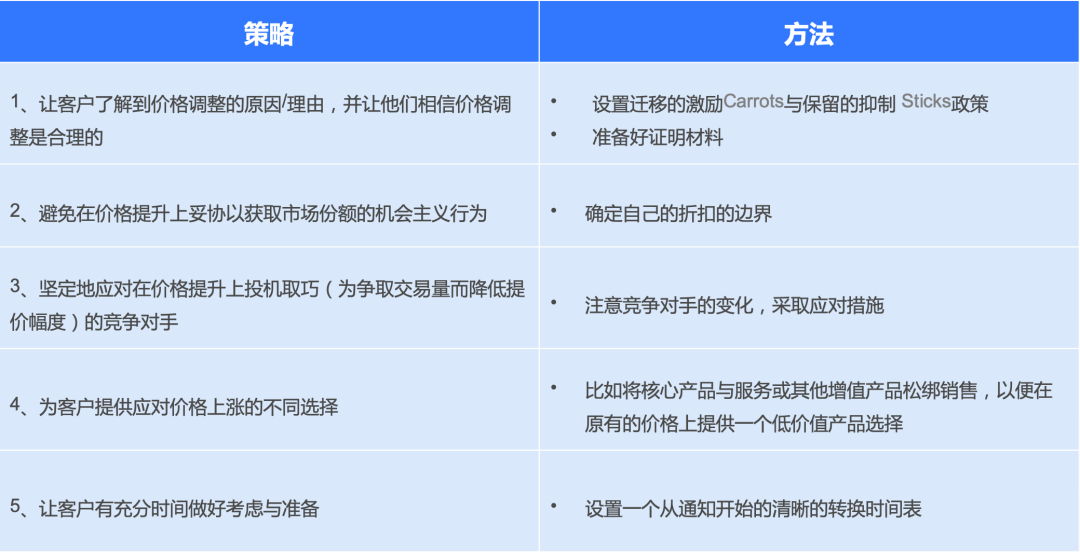 策略
方法
1、让客户了解到价格调整的原因/理由，并让他们相信价格调
整是合理的
• 设置迁移的激励Carrots与保留的抑制 Sticks政策
• 准备好证明材料
2、避免在价格提升上妥协以获取市场份额的机会主义行为
• 确定自己的折扣的边界
3、坚定地应对在价格提升上投机取巧（为争取交易量而降低提
价幅度）的竞争对手
• 注意竞争对手的变化，采取应对措施
4、为客户提供应对价格上涨的不同选择
• 比如将核心产品与服务或其他增值产品松绑销售，以便在
原有的价格上提供一个低价值产品选择
5、让客户有充分时间做好考虑与准备
• 设置一个从通知开始的清晰的转换时间表